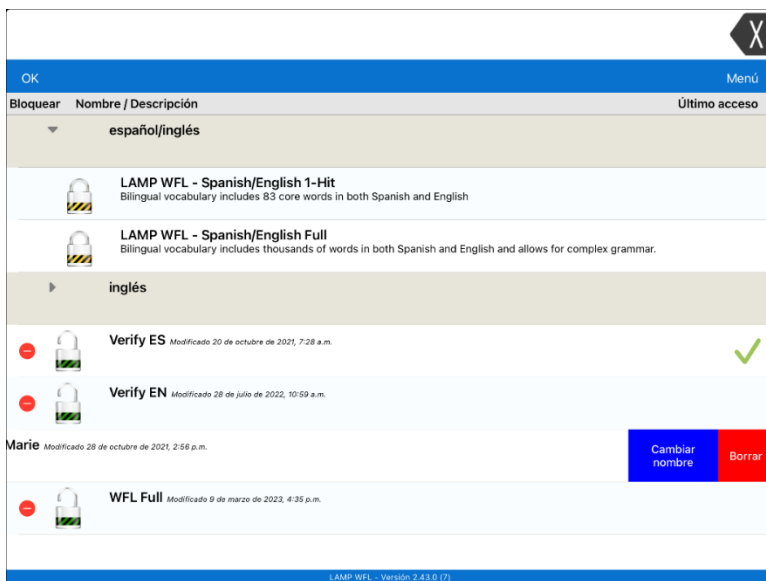 X
OK Menú
Bloquear Nombre / Descripción Último acceso
español/inglés
LAMP WFL - Spanish/English 1-Hit
Bilingual vocabulary includes 83 core words in both Spanish and English
LAMP WFL - Spanish/English Full
Bilingual vocabulary includes thousands of words in both Spanish and English and allows for complex grammar.
inglés
Verify ES Modificado 20 de octubre de 2021, 7:28 a.m.
Verify EN Modificado 28 de julio de 2022, 10:59 a.m.
Marie Modificado 28 de octubre de 2021, 2:56 p.m.
Cambiar
nombre
Borrar
WFL Full Modificado 9 de marzo de 2023, 4:35 p.m.
LAMP WFL - Versión 2.43.0 (7)